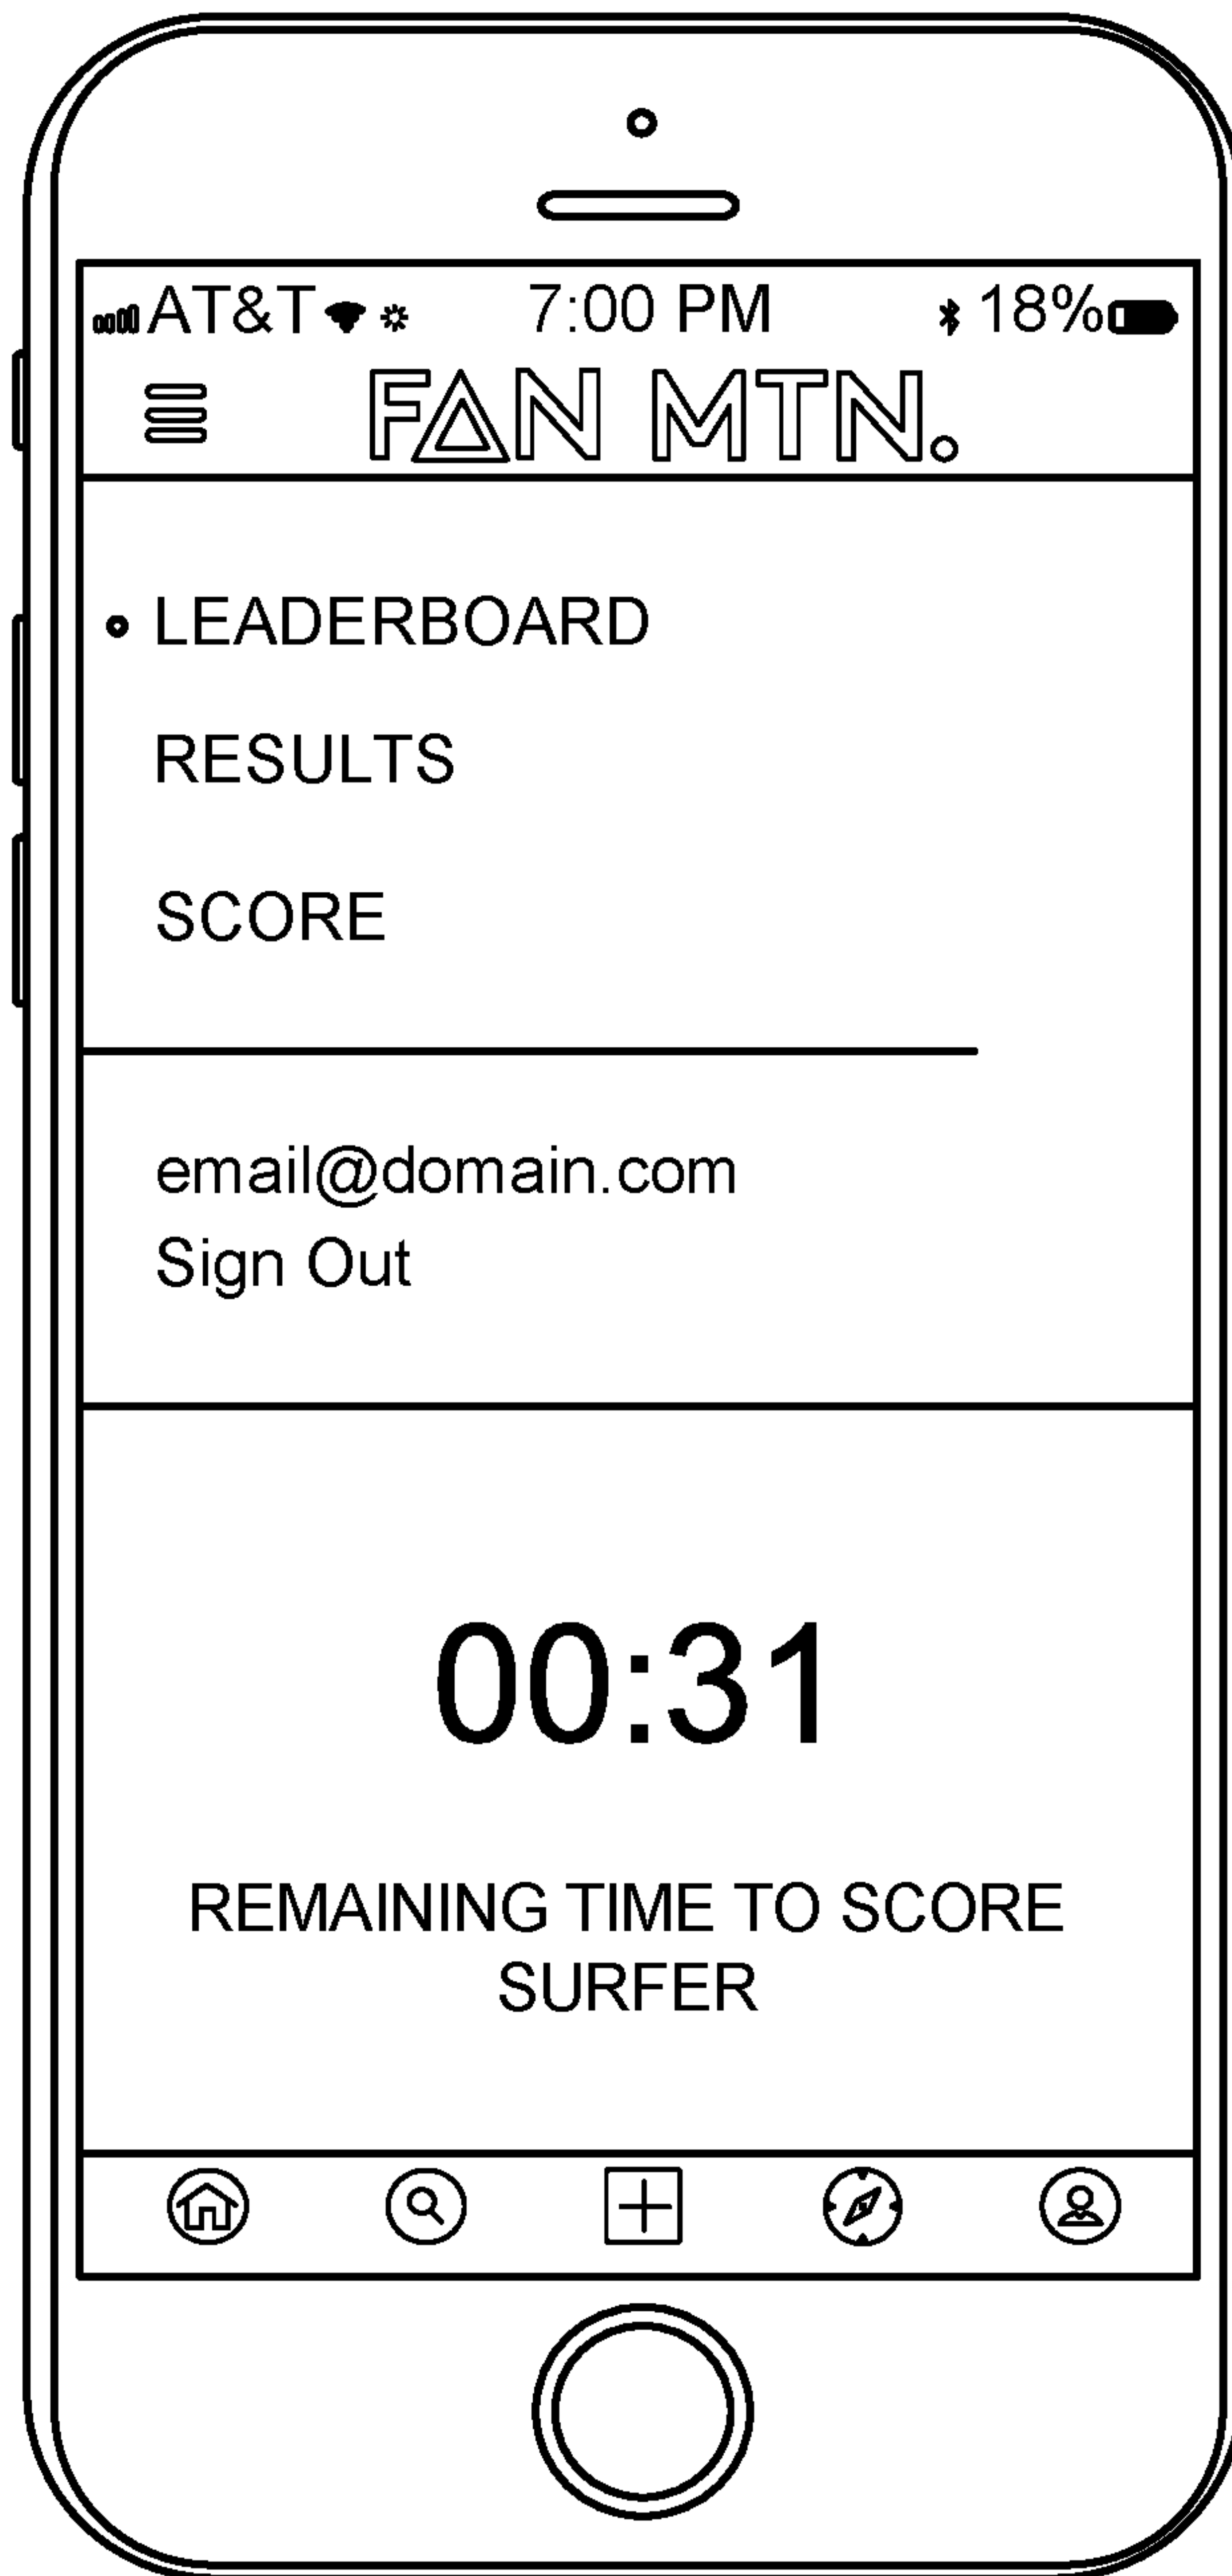 AT&T 7:00 PM 18%
FAN MTN.
LEADERBOARD
RESULTS
SCORE
email@domain.com
Sign Out
00:31
REMAINING TIME TO SCORE
SURFER